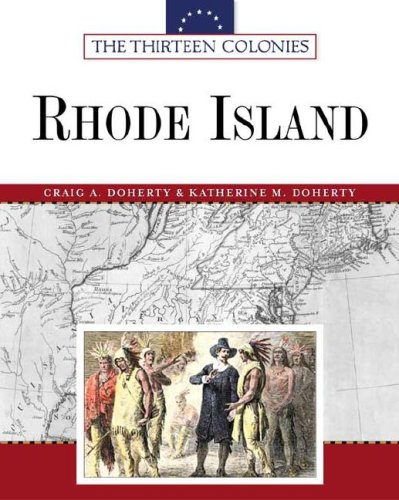 THE THIRTEEN COLONIES
RHODE ISLAND
CRAIG A. DOHERTY & KATHERINE M. DOHERTY